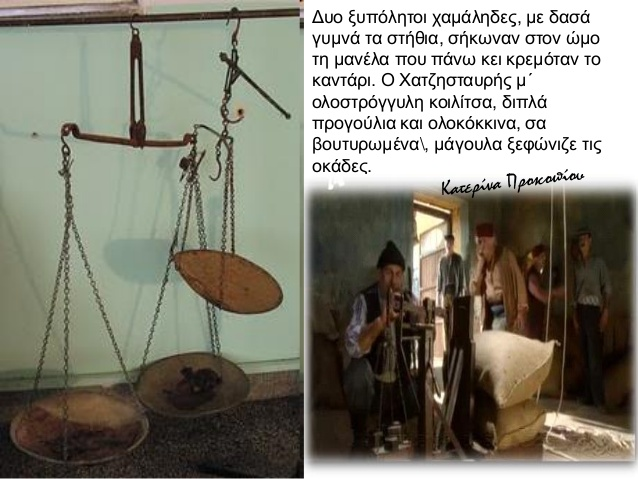 Δυο ξυπόλητοι χαμάληδες, με δασά
γυμνά τα στήθια, σήκωναν στον ώμο
τη μανέλα που πάνω κει κρεμόταν το
καντάρι. Ο Χατζησταυρής μ΄
ολοστρόγγυλη κοιλίτσα, διπλά
προγούλια και ολοκόκκινα, σα
βουτυρωμένα\, μάγουλα ξεφώνιζε τις
οκάδες.
Κατερίνα Προκοπίου